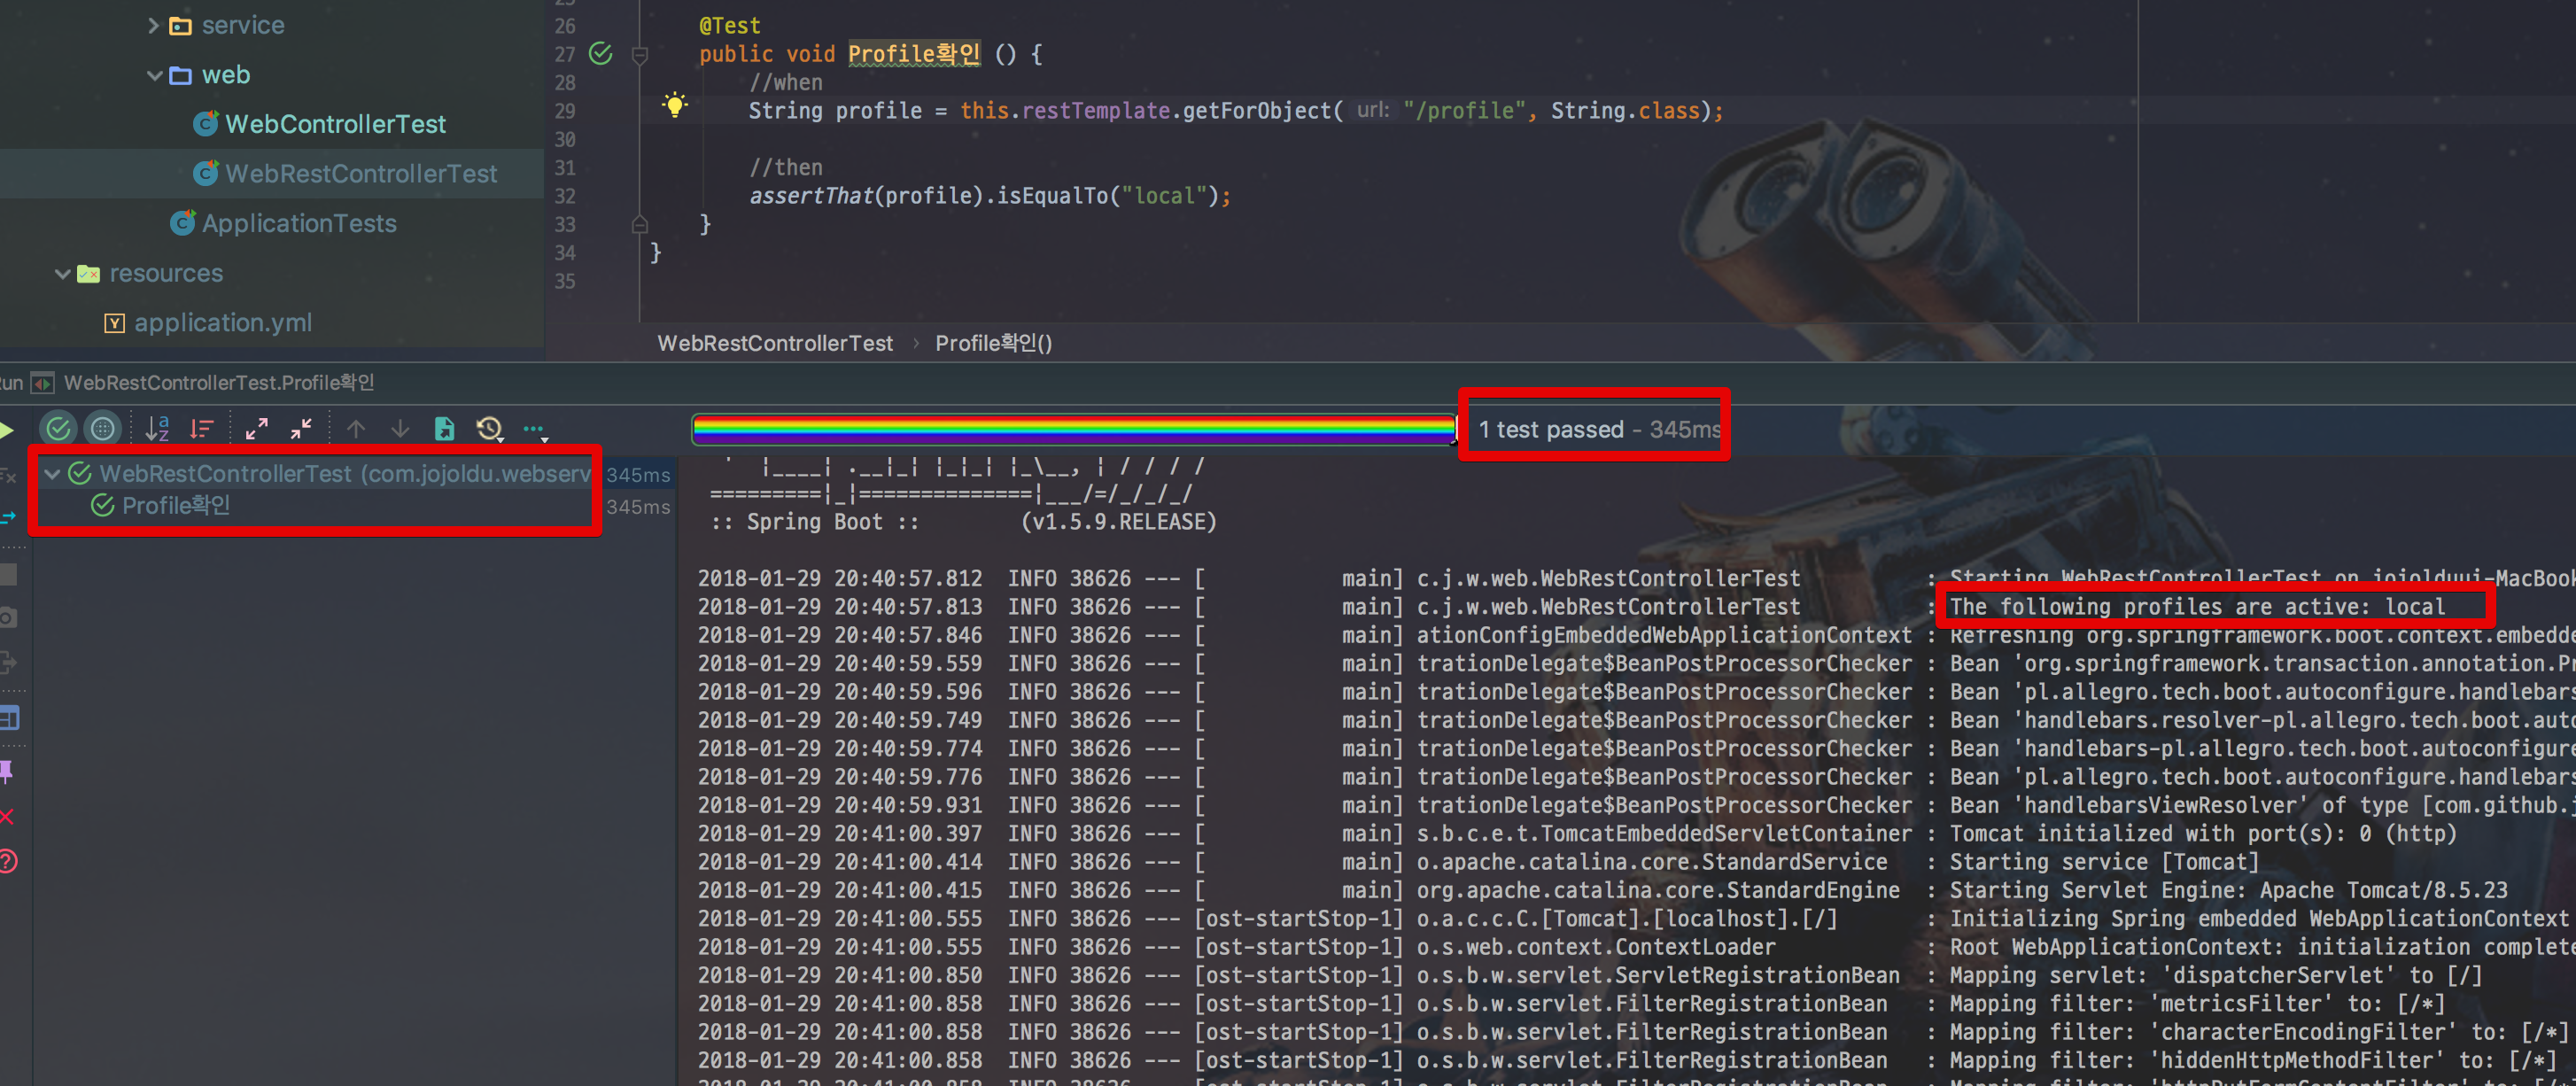 service
web
WebControllerTest
WebRestControllerTest
ApplicationTests
resources
application.yml
26 @Test
27 public void Profile확인 () {
28 //when
29 String profile = this.restTemplate.getForObject( url: "/profile", String.class);
30
31 //then
32 assertThat(profile).isEqualTo("local");
33 }
34 }
35
WebRestControllerTest › Profile확인()
un WebRestControllerTest.Profile확인
1 test passed - 345ms
WebRestControllerTest (com.jojoldu.webserv 345ms
Profile확인 345ms
' |____| .__|_| |_|_| |_\__, | / / / /
=========|_|==============|___/=/_/_/_/
:: Spring Boot :: (v1.5.9.RELEASE)
2018-01-29 20:40:57.812 INFO 38626 --- [ main] c.j.w.web.WebRestControllerTest : Starting WebRestControllerTest on jojolduui-MacBook
2018-01-29 20:40:57.813 INFO 38626 --- [ main] c.j.w.web.WebRestControllerTest : The following profiles are active: local
2018-01-29 20:40:57.846 INFO 38626 --- [ main] ationConfigEmbeddedWebApplicationContext : Refreshing org.springframework.boot.context.embedde
2018-01-29 20:40:59.559 INFO 38626 --- [ main] trationDelegate$BeanPostProcessorChecker : Bean 'org.springframework.transaction.annotation.Pr
2018-01-29 20:40:59.596 INFO 38626 --- [ main] trationDelegate$BeanPostProcessorChecker : Bean 'pl.allegro.tech.boot.autoconfigure.handlebars
2018-01-29 20:40:59.749 INFO 38626 --- [ main] trationDelegate$BeanPostProcessorChecker : Bean 'handlebars.resolver-pl.allegro.tech.boot.auto
2018-01-29 20:40:59.774 INFO 38626 --- [ main] trationDelegate$BeanPostProcessorChecker : Bean 'handlebars-pl.allegro.tech.boot.autoconfigure
2018-01-29 20:40:59.776 INFO 38626 --- [ main] trationDelegate$BeanPostProcessorChecker : Bean 'pl.allegro.tech.boot.autoconfigure.handlebars
2018-01-29 20:40:59.931 INFO 38626 --- [ main] trationDelegate$BeanPostProcessorChecker : Bean 'handlebarsViewResolver' of type [com.github.j
2018-01-29 20:41:00.397 INFO 38626 --- [ main] s.b.c.e.t.TomcatEmbeddedServletContainer : Tomcat initialized with port(s): 0 (http)
2018-01-29 20:41:00.414 INFO 38626 --- [ main] o.apache.catalina.core.StandardService : Starting service [Tomcat]
2018-01-29 20:41:00.415 INFO 38626 --- [ main] org.apache.catalina.core.StandardEngine : Starting Servlet Engine: Apache Tomcat/8.5.23
2018-01-29 20:41:00.555 INFO 38626 --- [ost-startStop-1] o.a.c.c.C.[Tomcat].[localhost].[/] : Initializing Spring embedded WebApplicationContext
2018-01-29 20:41:00.555 INFO 38626 --- [ost-startStop-1] o.s.web.context.ContextLoader : Root WebApplicationContext: initialization complete
2018-01-29 20:41:00.850 INFO 38626 --- [ost-startStop-1] o.s.b.w.servlet.ServletRegistrationBean : Mapping servlet: 'dispatcherServlet' to [/]
2018-01-29 20:41:00.858 INFO 38626 --- [ost-startStop-1] o.s.b.w.servlet.FilterRegistrationBean : Mapping filter: 'metricsFilter' to: [/*]
2018-01-29 20:41:00.858 INFO 38626 --- [ost-startStop-1] o.s.b.w.servlet.FilterRegistrationBean : Mapping filter: 'characterEncodingFilter' to: [/*]
2018-01-29 20:41:00.858 INFO 38626 --- [ost-startStop-1] o.s.b.w.servlet.FilterRegistrationBean : Mapping filter: 'hiddenHttpMethodFilter' to: [/*]